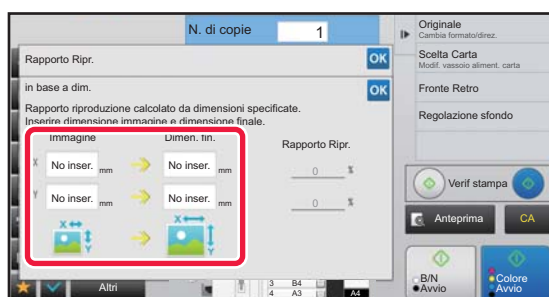 N. di copie 1
Rapporto Ripr. OK
in base a dim. OK
Rapporto riproduzione calcolato da dimensioni specificate.
Inserire dimensione immagine e dimensione finale.
Immagine Dimen. fin. Rapporto Ripr.
X No inser. mm No inser. mm 0 %
Y No inser. mm No inser. mm 0 %
X Y X Y
Altri
3 B4
4 A3 A4
Originale
Cambia formato/direz.
Scelta Carta
Modif. vassoio aliment. carta
Fronte Retro
Regolazione sfondo
Verif stampa
Anteprima CA
B/N
Avvio
Colore
Avvio